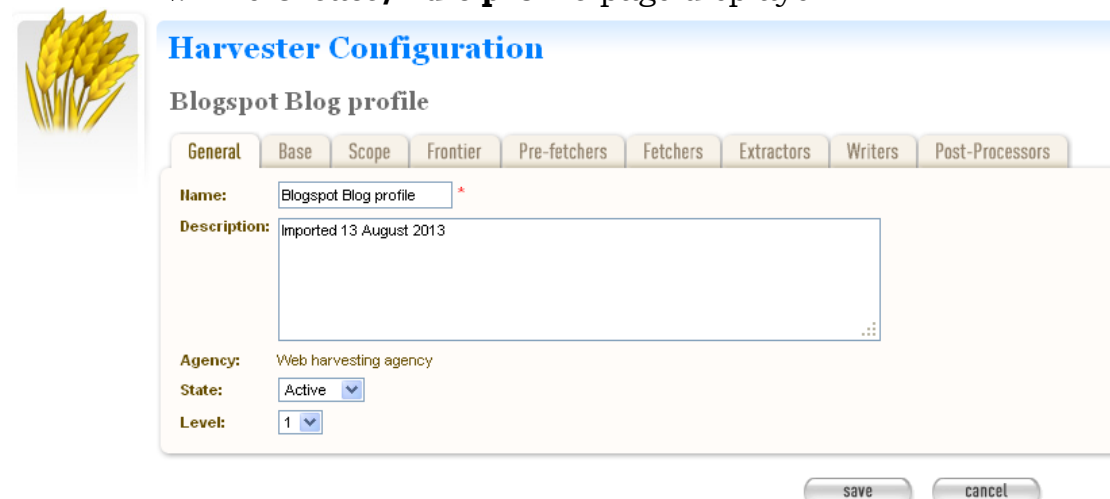 Harvester Configuration
Blogspot Blog profile
General Base Scope Frontier Pre-fetchers Fetchers Extractors Writers Post-Processors
Name: Blogspot Blog profile *
Description: Imported 13 August 2013
Agency: Web harvesting agency
State: Active
Level: 1
save cancel